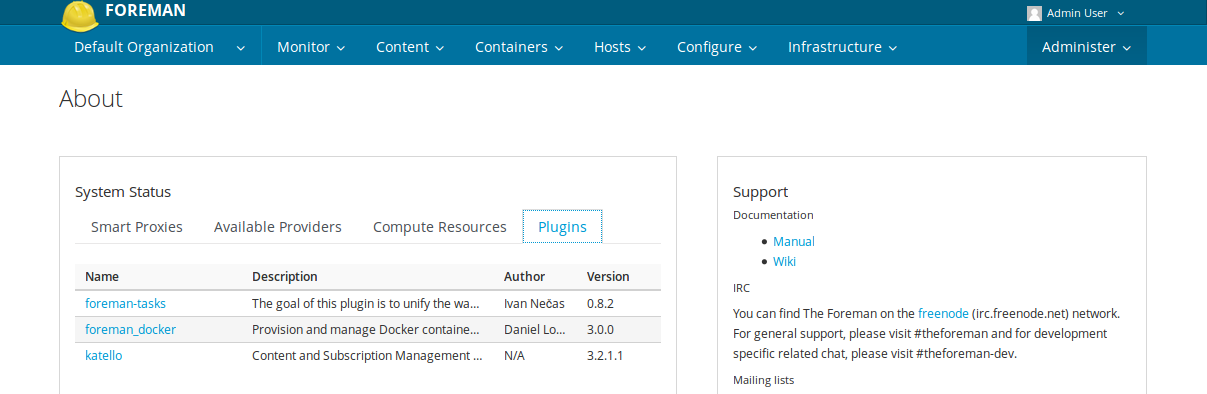 FOREMAN
Admin User
Default Organization Monitor Content Containers Hosts Configure Infrastructure Administer
About
System Status
Smart Proxies Available Providers Compute Resources Plugins
Name Description Author Version
foreman-tasks The goal of this plugin is to unify the wa... Ivan Nečas 0.8.2
foreman_docker Provision and manage Docker containe... Daniel Lo... 3.0.0
katello Content and Subscription Management ... N/A 3.2.1.1
Support
Documentation
Manual
Wiki
IRC
You can find The Foreman on the freenode (irc.freenode.net) network.
For general support, please visit #theforeman and for development
specific related chat, please visit #theforeman-dev.
Mailing lists